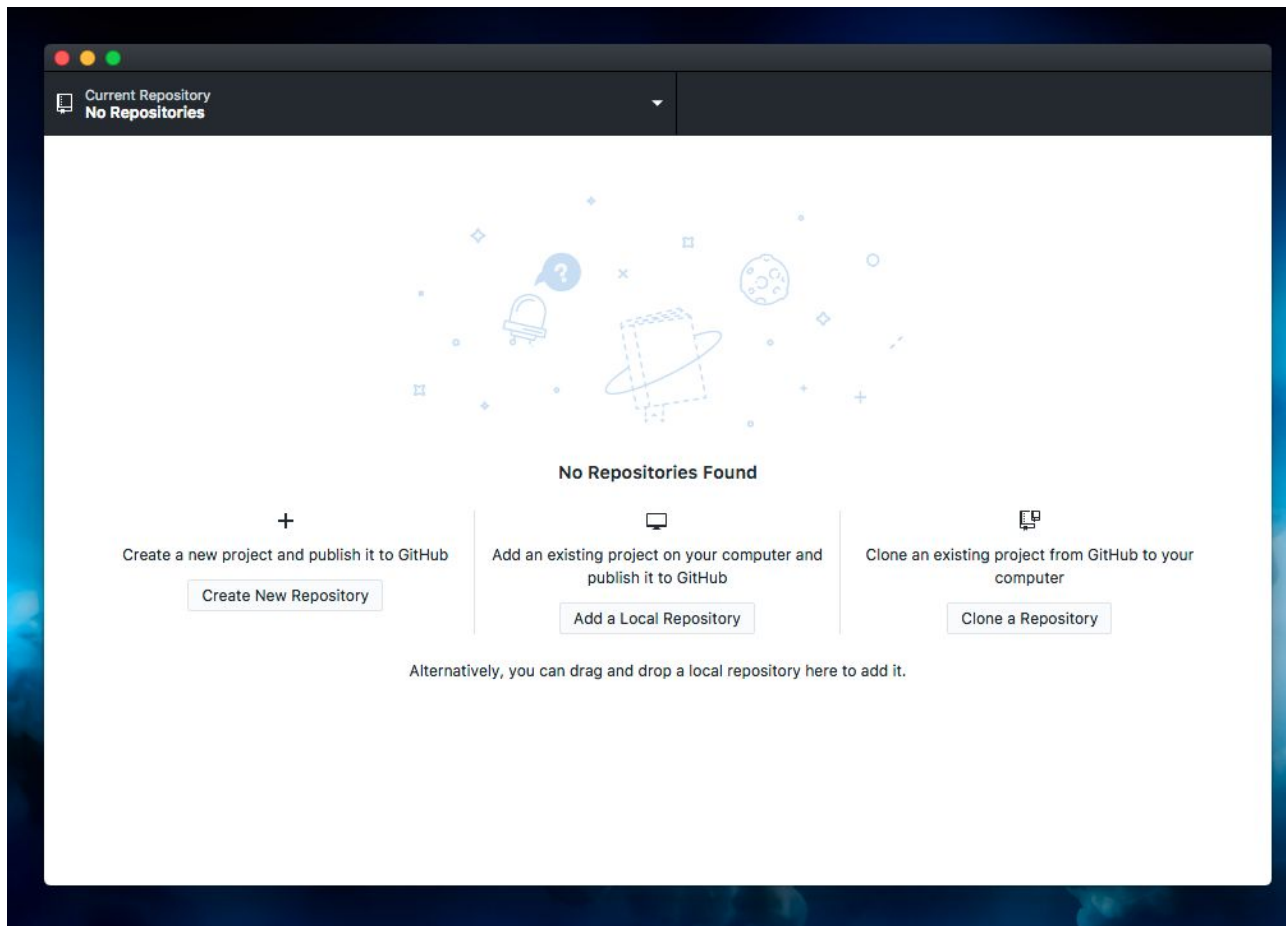 Current Repository
No Repositories
?
No Repositories Found
Create a new project and publish it to GitHub
Create New Repository
Add an existing project on your computer and
publish it to GitHub
Add a Local Repository
Clone an existing project from GitHub to your
computer
Clone a Repository
Alternatively, you can drag and drop a local repository here to add it.